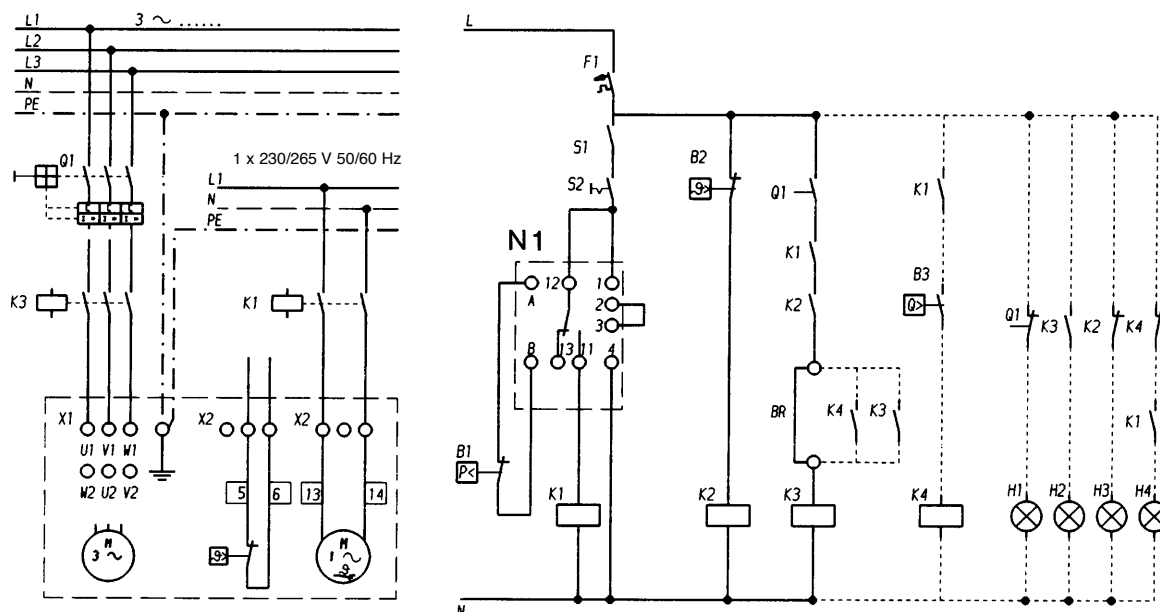 L1 3 ~ ......
L2
L3
N
PE
Q1
1 x 230/265 V 50/60 Hz
L1
N
PE
K3
K1
X1
X2
X2
U1 V1 W1
W2 U2 V2
5 6 13 14
M
3 ~
ϑ>
M
1 ~
ϑ
L
F1
S1
S2
N1
A 12 1
2
3
B 13 11 4
B1
P<
K1
B2
ϑ>
K2
Q1
K1
K2
BR
K4 K3
K3
K1
B3
Q>
K4
Q1 K3 K2 K4
K1
H1 H2 H3 H4
N